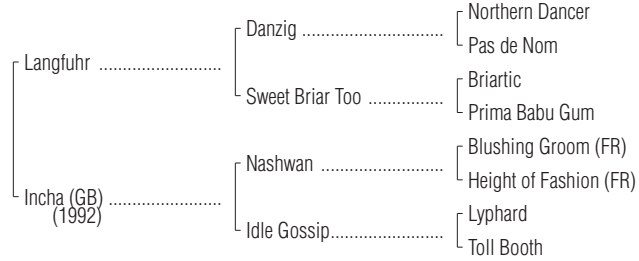 Northern Dancer
Danzig ............................
Pas de Nom
Langfuhr ........................
Briartic
Sweet Briar Too ...............
Prima Babu Gum
Blushing Groom (FR)
Nashwan ........................
Height of Fashion (FR)
Incha (GB) ......................
(1992)
Lyphard
Idle Gossip.......................
Toll Booth